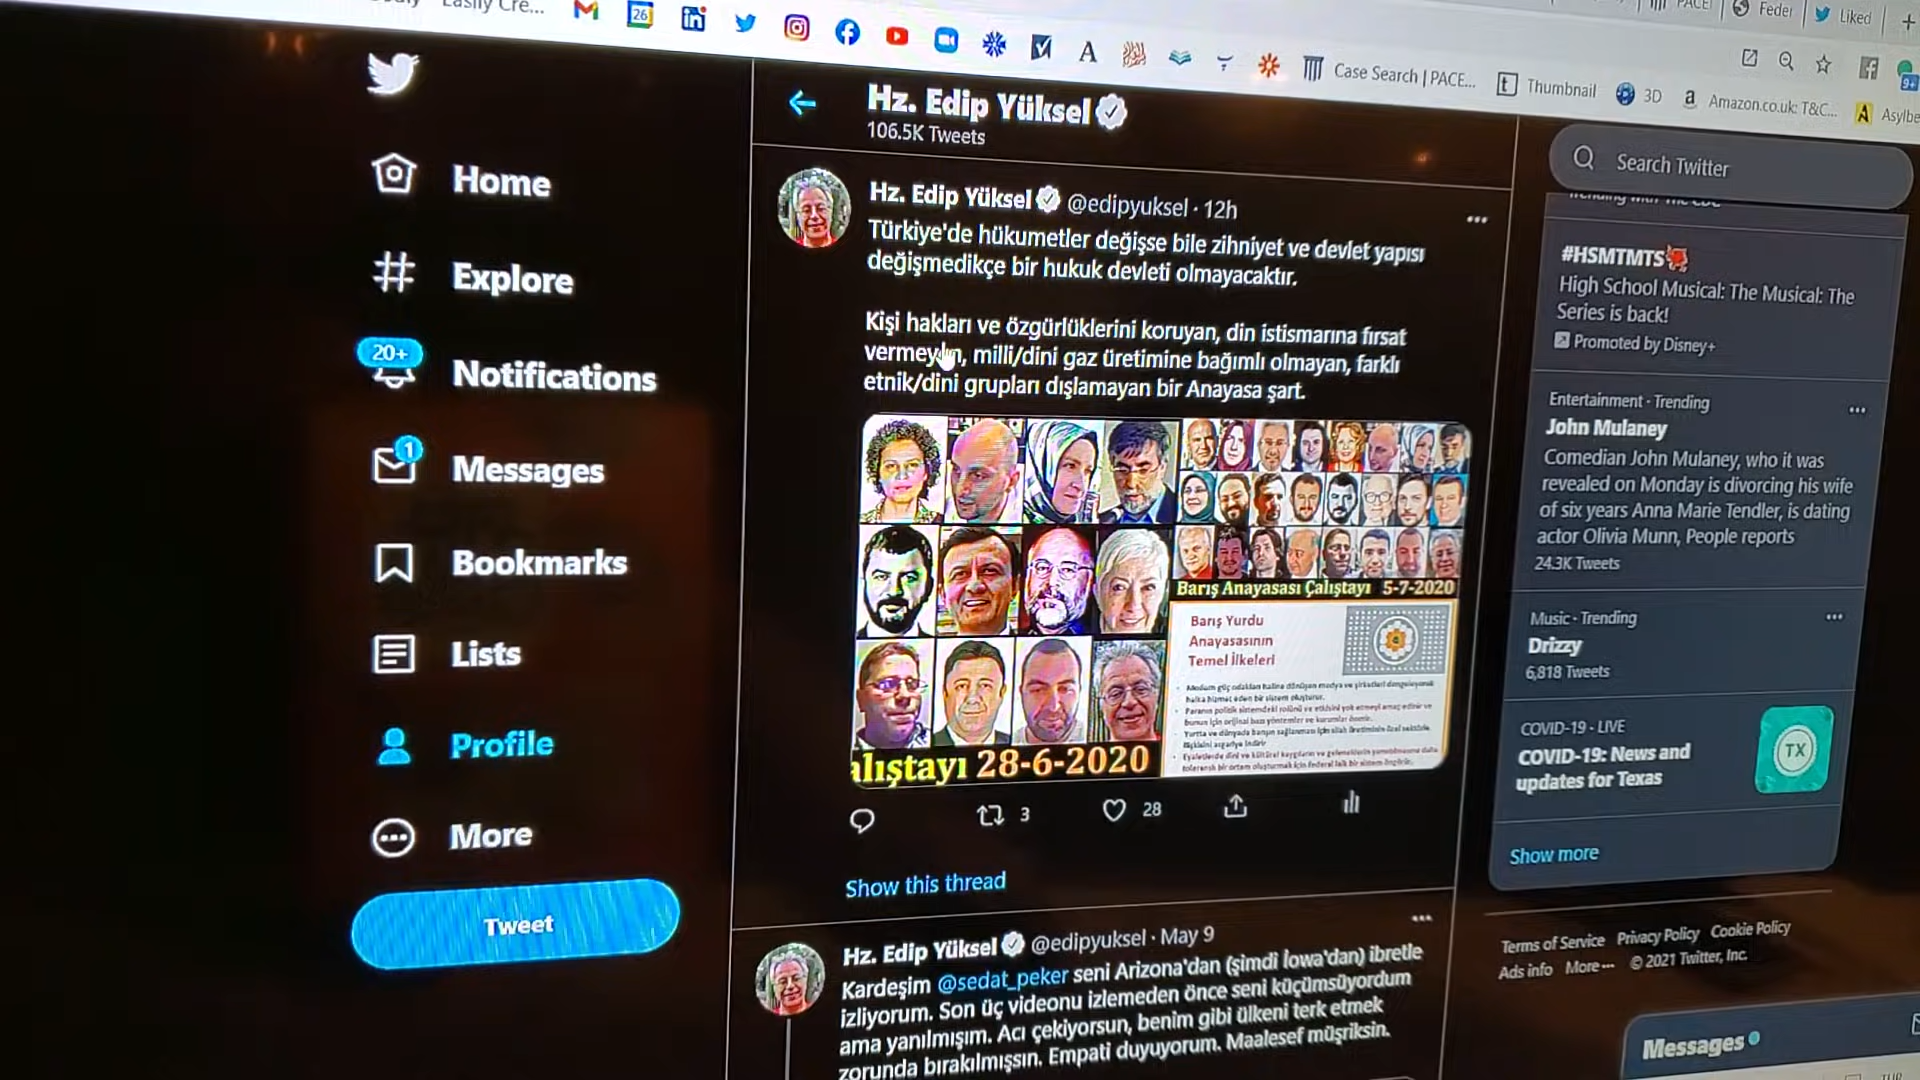 Easily Cre...
26
Case Search | PACE...
Thumbnail
3D
Amazon.co.uk: T&C...
Asylbe
PACE
Feder
Liked
9+
Home
Explore
20+
Notifications
1
Messages
Bookmarks
Lists
Profile
More
Tweet
Hz. Edip Yüksel
106.5K Tweets
Hz. Edip Yüksel @edipyuksel · 12h
Türkiye'de hükumetler değişse bile zihniyet ve devlet yapısı
değişmedikçe bir hukuk devleti olmayacaktır.
Kişi hakları ve özgürlüklerini koruyan, din istismarına fırsat
vermeyen, milli/dini gaz üretimine bağımlı olmayan, farklı
etnik/dini grupları dışlamayan bir Anayasa şart.
alıştayı 28-6-2020
Barış Anayasası Çalıştayı 5-7-2020
Barış Yurdu
Anayasasının
Temel İlkeleri
3
28
Show this thread
Hz. Edip Yüksel @edipyuksel · May 9
Kardeşim @sedat_peker seni Arizona'dan (şimdi Iowa'dan) ibretle
izliyorum. Son üç videonu izlemeden önce seni küçümsüyordum
ama yanılmışım. Acı çekiyorsun, benim gibi ülkeni terk etmek
zorunda bırakılmışsın. Empati duyuyorum. Maalesef müşriksin.
Search Twitter
#HSMTMTS
High School Musical: The Musical: The
Series is back!
Promoted by Disney+
Entertainment · Trending
John Mulaney
Comedian John Mulaney, who it was
revealed on Monday is divorcing his wife
of six years Anna Marie Tendler, is dating
actor Olivia Munn, People reports
24.3K Tweets
Music · Trending
Drizzy
6,818 Tweets
COVID-19 · LIVE
COVID-19: News and
updates for Texas
TX
Show more
Terms of Service Privacy Policy Cookie Policy
Ads info More ··· © 2021 Twitter, Inc.
Messages